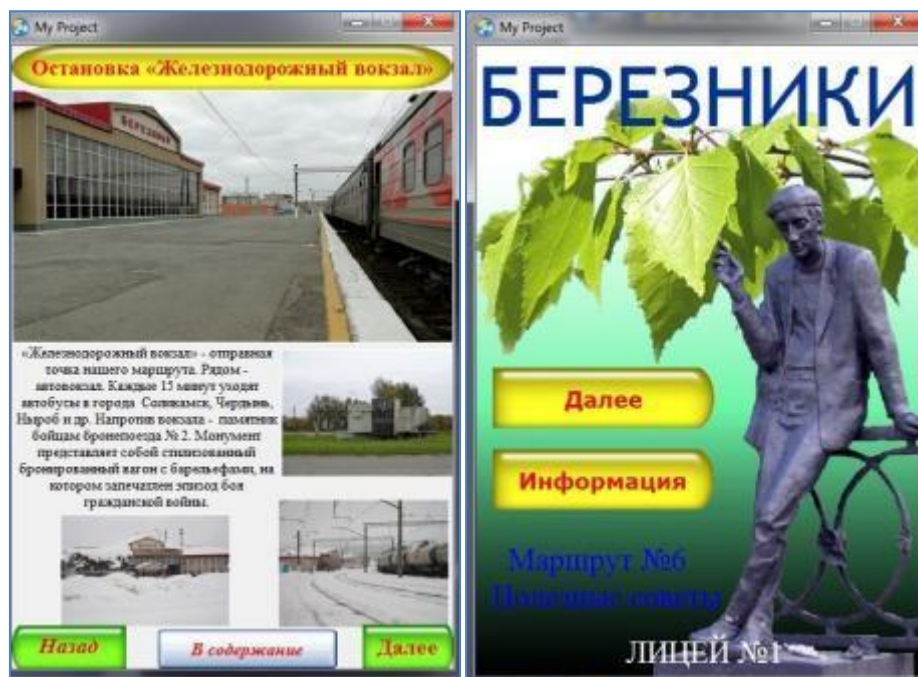 My Project
Остановка «Железнодорожный вокзал»
БЕРЕЗНИКИ
«Железнодорожный вокзал» - отправная
точка нашего маршрута. Рядом -
автовокзал. Каждые 15 минут уходят
автобусы в города Соликамск, Чердынь,
Ныроб и др. Напротив вокзала - памятник
бойцам бронепоезда № 2. Монумент
представляет собой стилизованный
бронированный вагон с барельефами, на
котором запечатлен эпизод боя
гражданской войны.
Назад
В содержание
Далее
My Project
БЕРЕЗНИКИ
Далее
Информация
Маршрут №6
Полезные советы
ЛИЦЕЙ №1